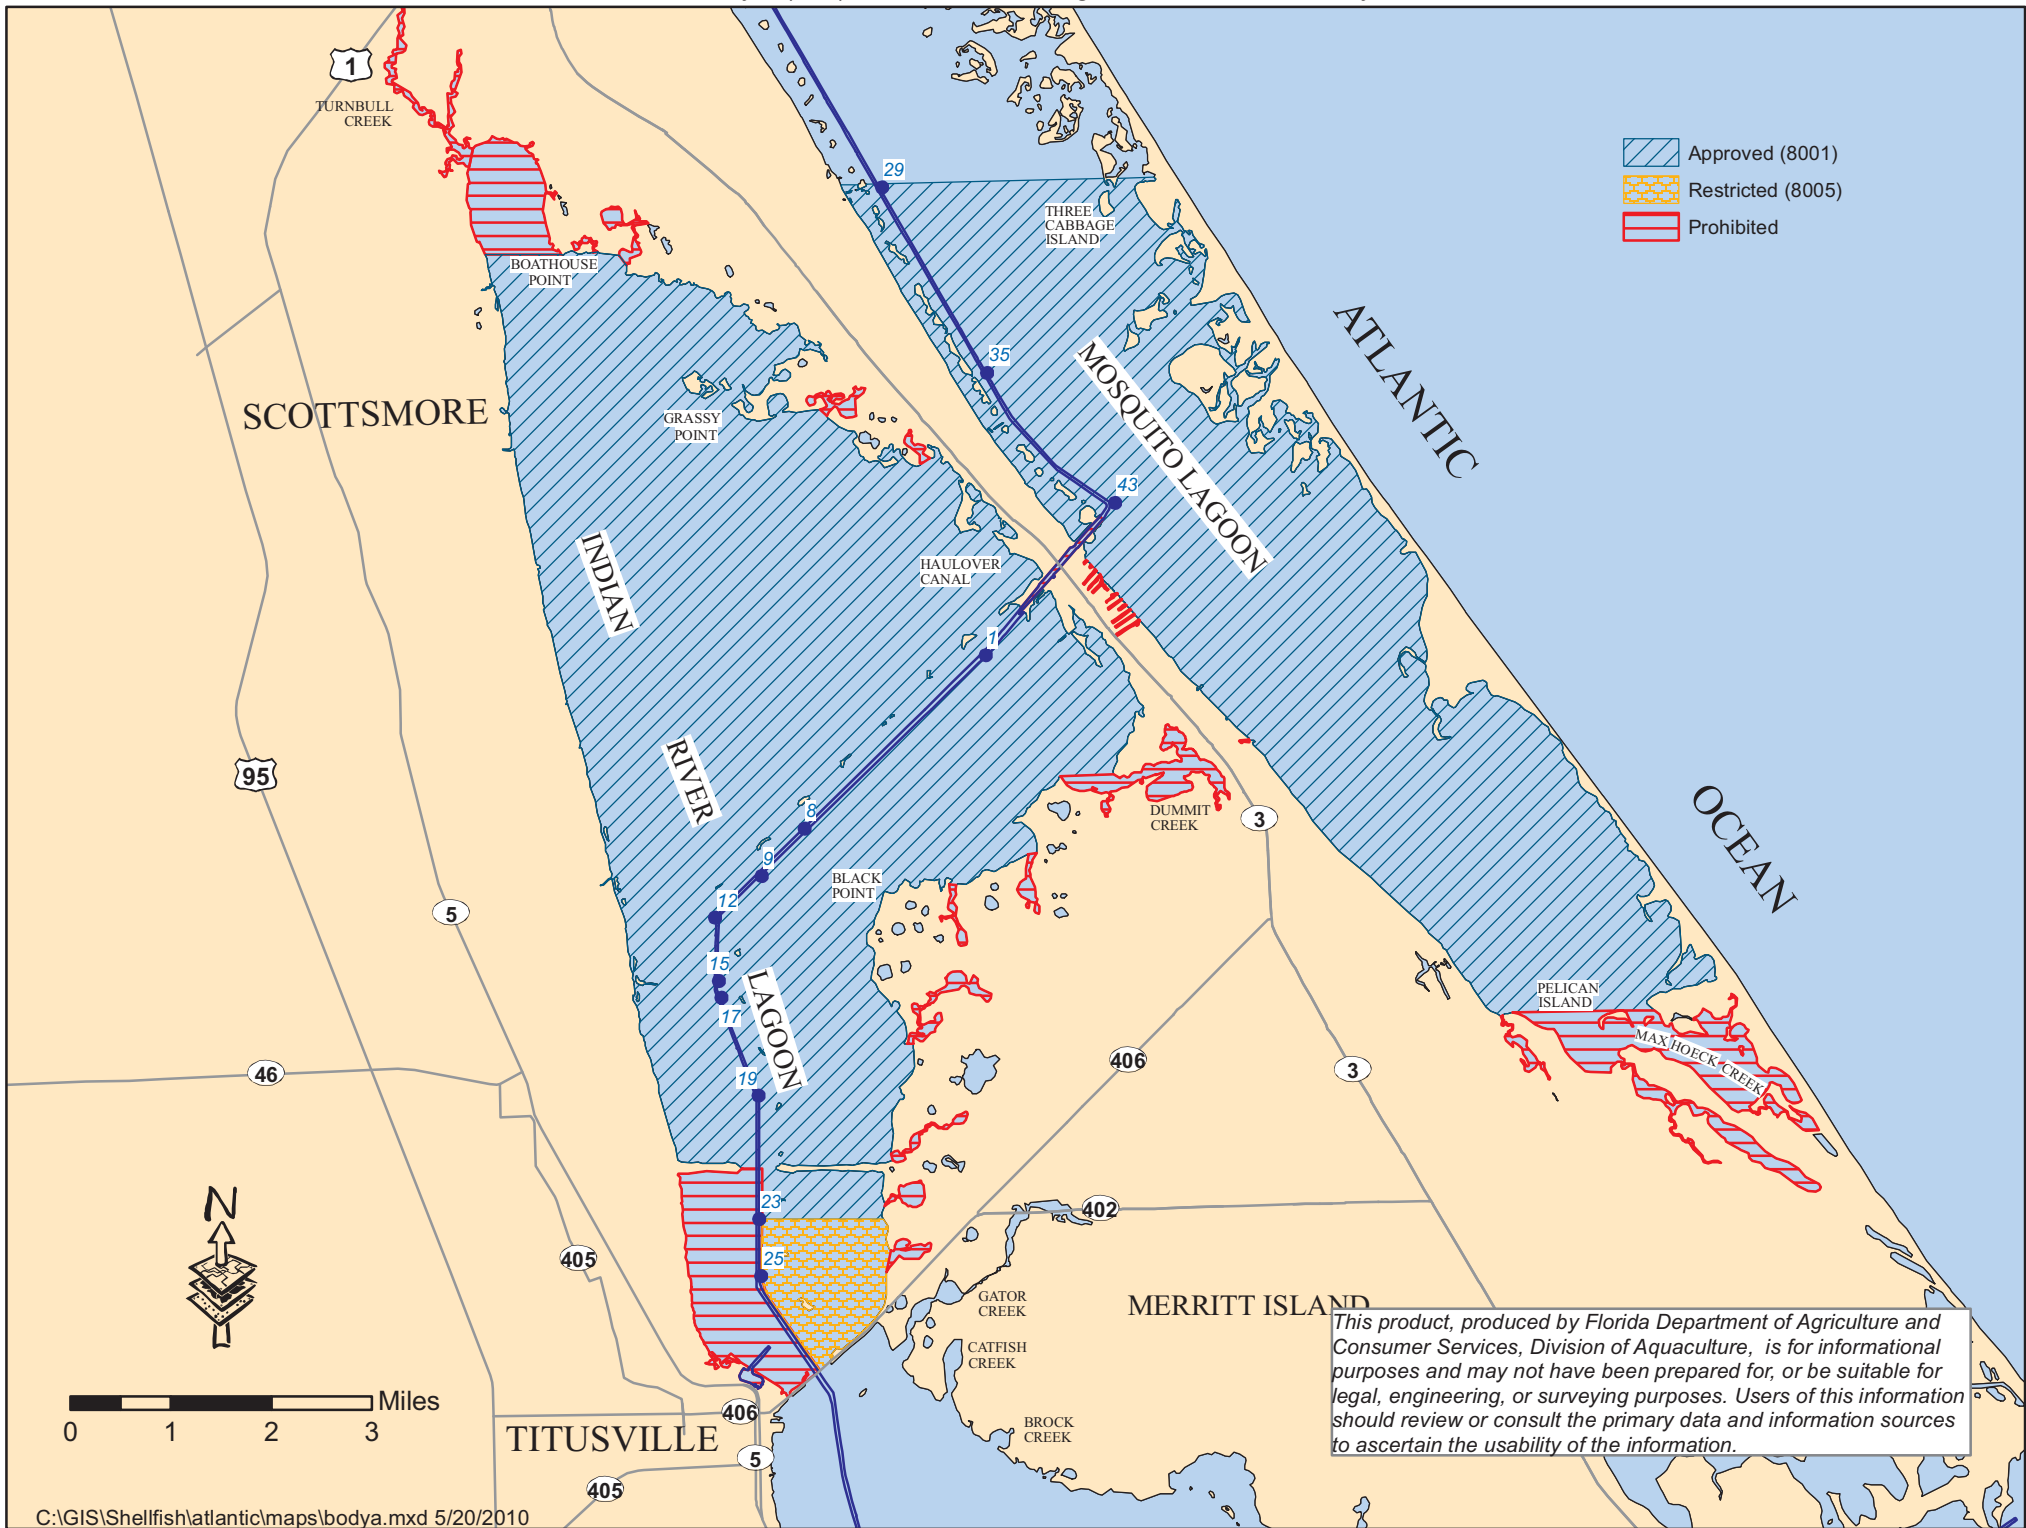 1
TURNBULL
CREEK
Approved (8001)
Restricted (8005)
Prohibited
29
THREE
CABBAGE
ISLAND
BOATHOUSE
POINT
ATLANTIC
35
MOSQUITO LAGOON
SCOTTSMORE
GRASSY
POINT
43
INDIAN
HAULOVER
CANAL
1
RIVER
95
8
DUMMIT
CREEK
3
OCEAN
9
BLACK
POINT
12
5
15
LAGOON
17
PELICAN
ISLAND
MAX HOECK CREEK
46
19
406
3
N
23
402
405
25
GATOR
CREEK
MERRITT ISLAND
CATFISH
CREEK
This product, produced by Florida Department of Agriculture and
Consumer Services, Division of Aquaculture, is for informational
purposes and may not have been prepared for, or be suitable for
legal, engineering, or surveying purposes. Users of this information
should review or consult the primary data and information sources
to ascertain the usability of the information.
Miles
0 1 2 3
406
TITUSVILLE
BROCK
CREEK
5
405
C:\GIS\Shellfish\atlantic\maps\bodya.mxd 5/20/2010